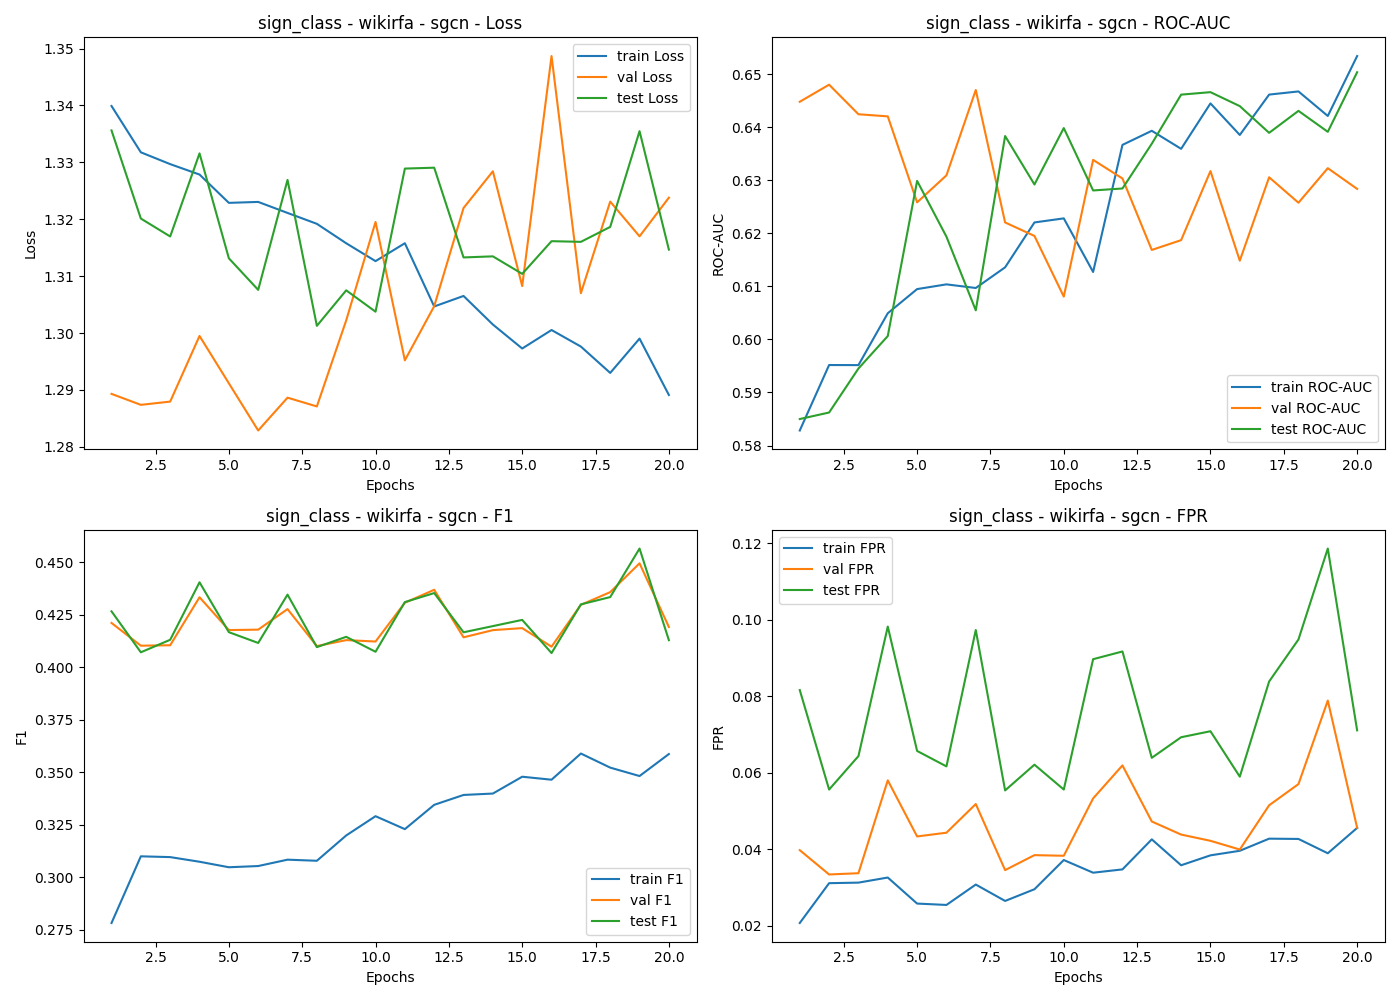 sign_class - wikirfa - sgcn - Loss
1.35
1.34
1.33
1.32
1.31
1.30
1.29
1.28
Loss
train Loss
val Loss
test Loss
2.5 5.0 7.5 10.0 12.5 15.0 17.5 20.0
Epochs
sign_class - wikirfa - sgcn - ROC-AUC
0.65
0.64
0.63
0.62
0.61
0.60
0.59
0.58
ROC-AUC
train ROC-AUC
val ROC-AUC
test ROC-AUC
2.5 5.0 7.5 10.0 12.5 15.0 17.5 20.0
Epochs
sign_class - wikirfa - sgcn - F1
0.450
0.425
0.400
0.375
0.350
0.325
0.300
0.275
F1
train F1
val F1
test F1
2.5 5.0 7.5 10.0 12.5 15.0 17.5 20.0
Epochs
sign_class - wikirfa - sgcn - FPR
0.12
0.10
0.08
0.06
0.04
0.02
FPR
train FPR
val FPR
test FPR
2.5 5.0 7.5 10.0 12.5 15.0 17.5 20.0
Epochs